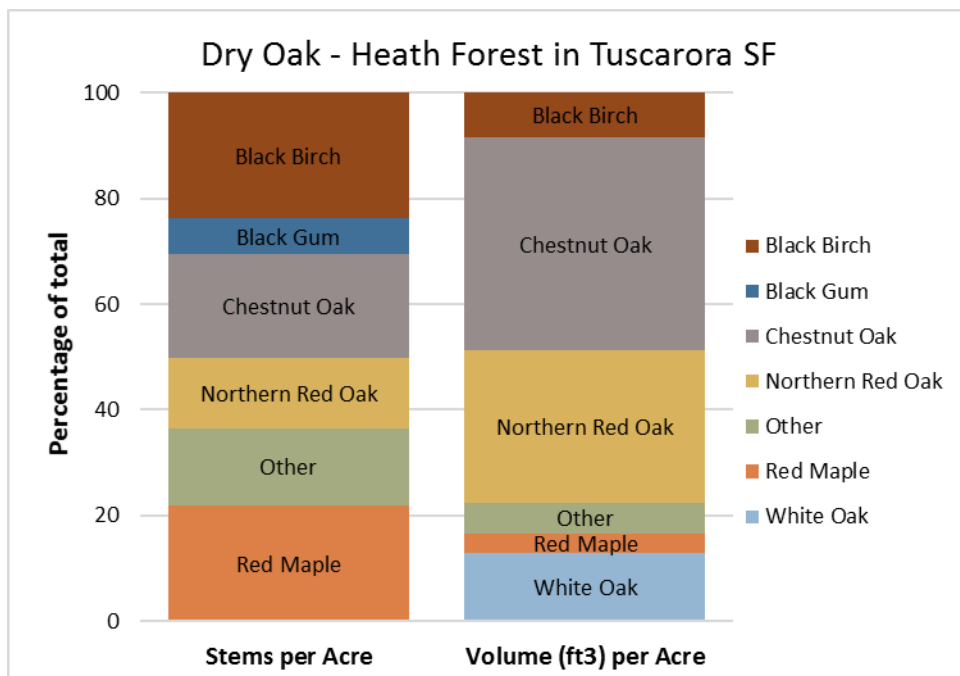 Dry Oak - Heath Forest in Tuscarora SF
Percentage of total
100
80
60
40
20
0
Black Birch
Black Gum
Chestnut Oak
Northern Red Oak
Other
Red Maple
Black Birch
Chestnut Oak
Northern Red Oak
Other
Red Maple
White Oak
Stems per Acre
Volume (ft3) per Acre
Black Birch
Black Gum
Chestnut Oak
Northern Red Oak
Other
Red Maple
White Oak